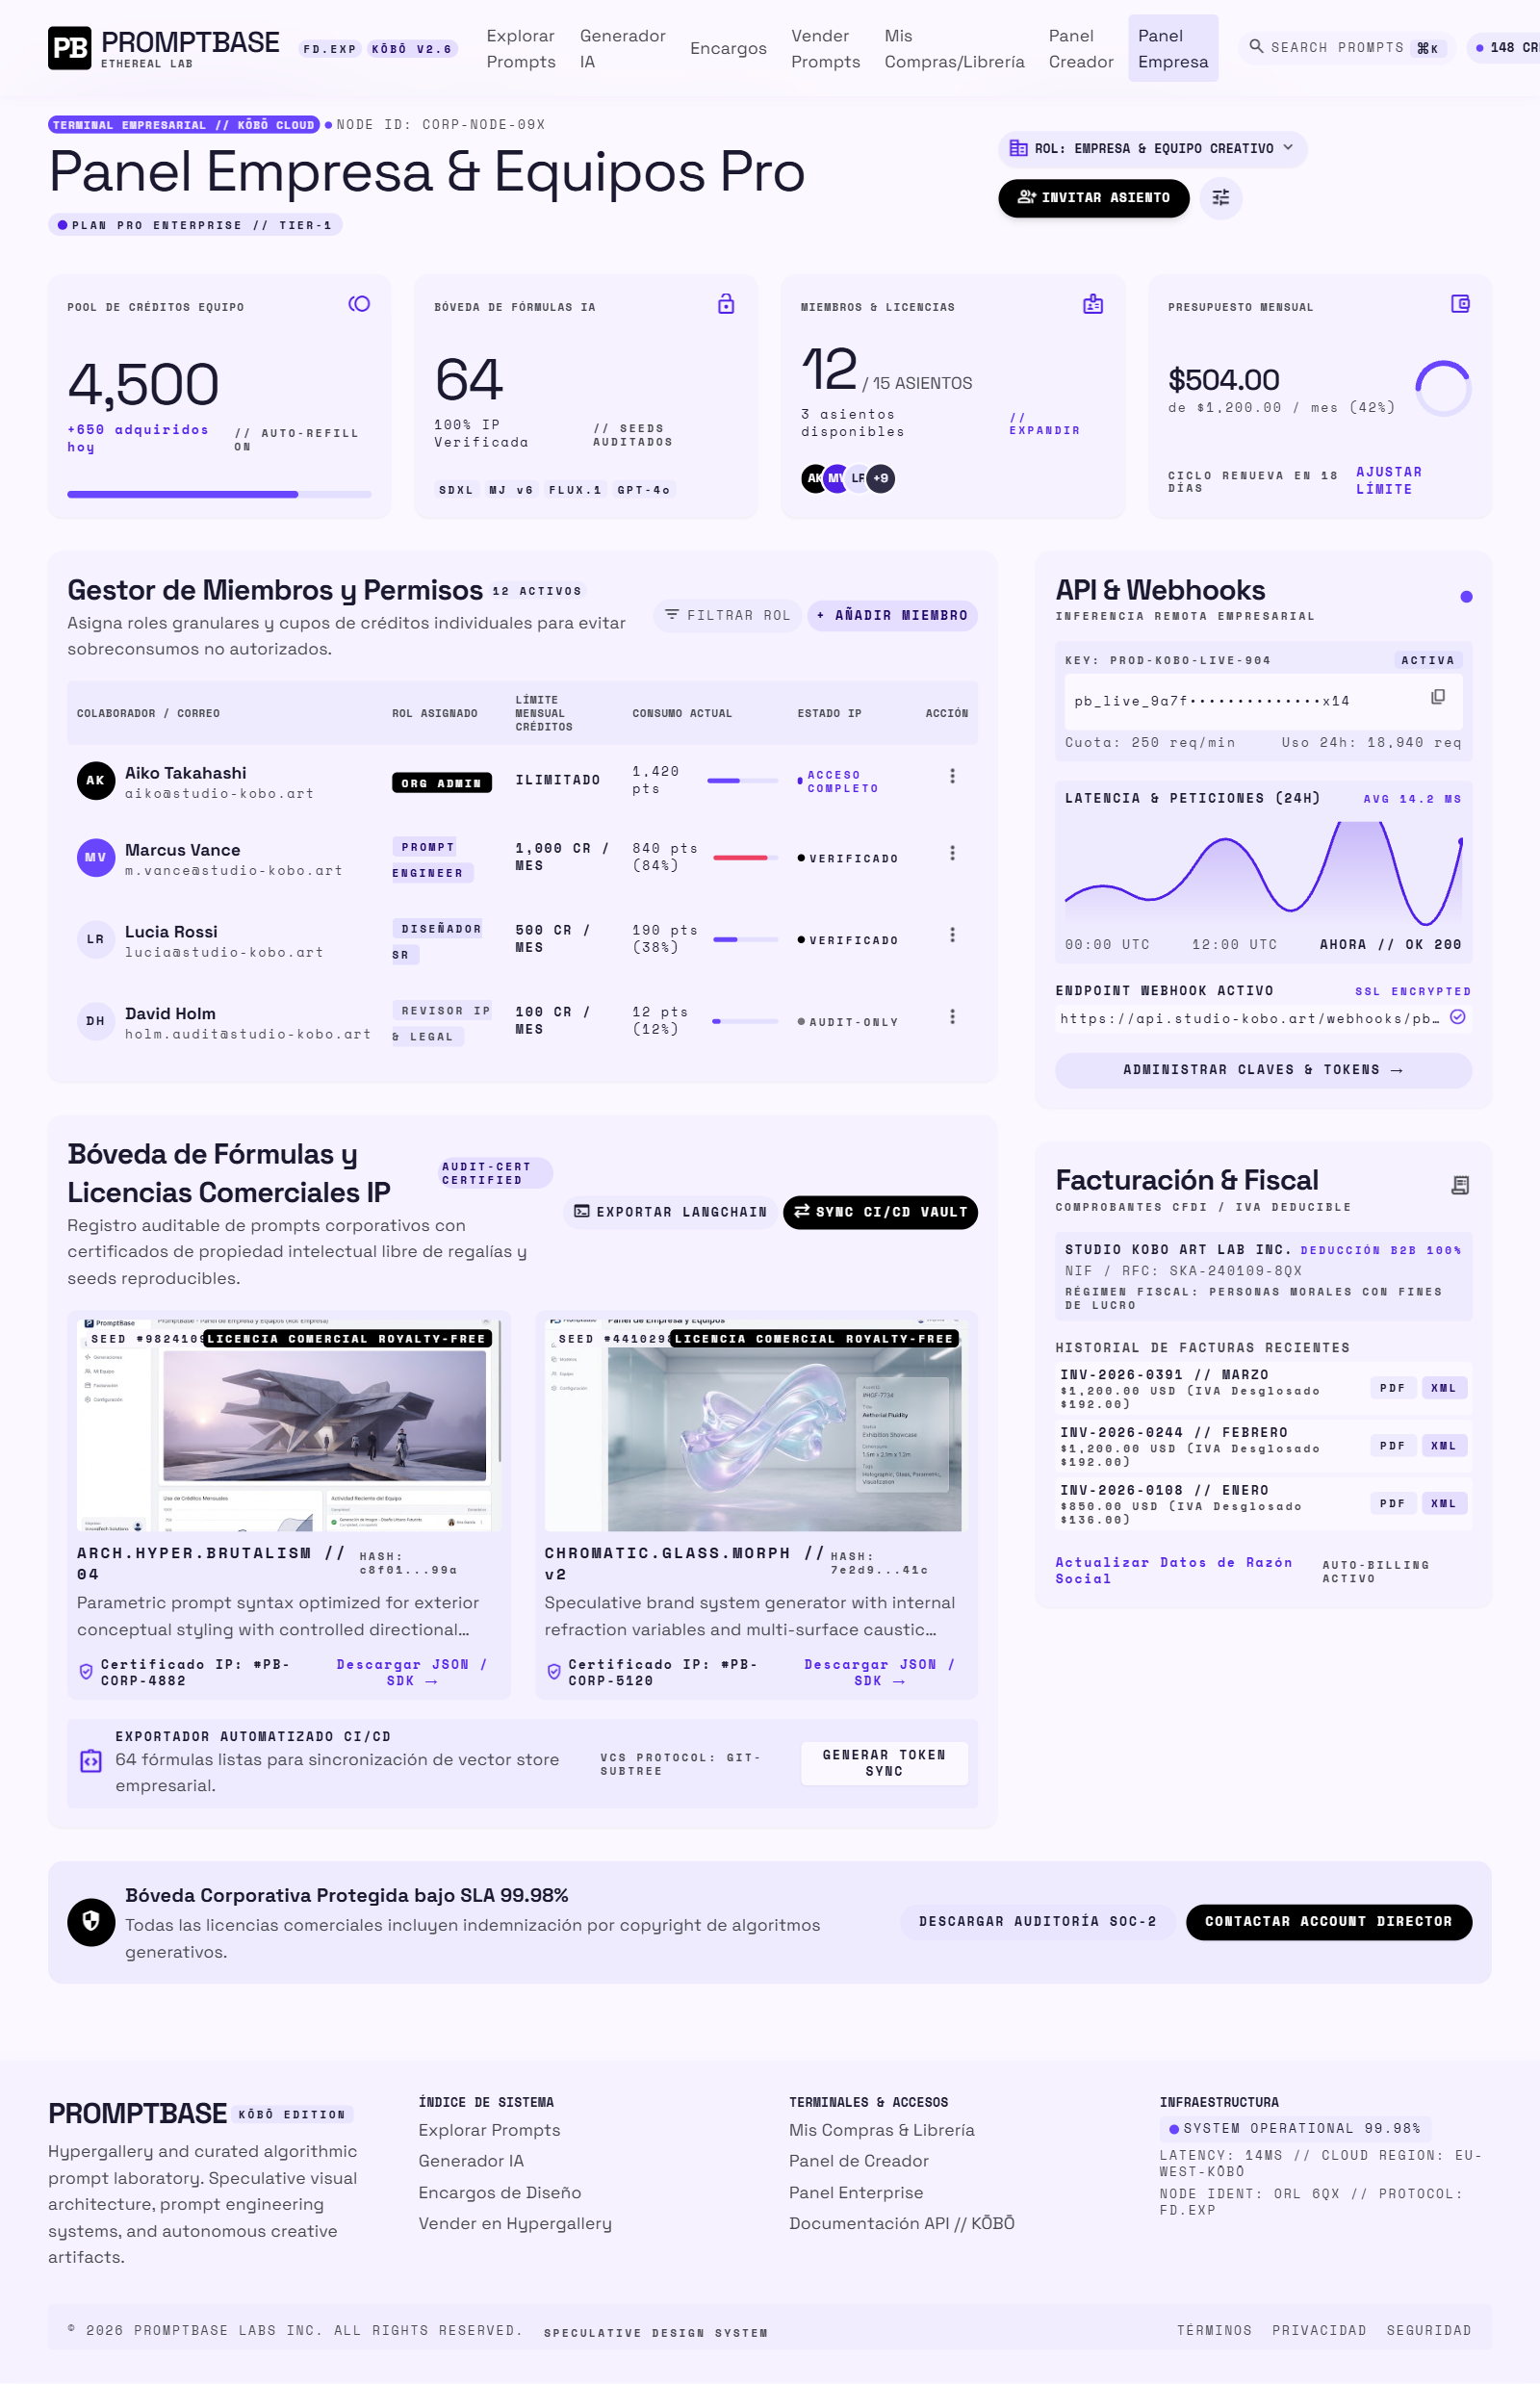 PB PROMPTBASE
ETHEREAL LAB
FD.EXP KŌBŌ V2.6
Explorar Prompts
Generador IA
Encargos
Vender Prompts
Mis Compras/Librería
Panel Creador
Panel Empresa
SEARCH PROMPTS ⌘K
148 CR
TERMINAL EMPRESARIAL // KŌBŌ CLOUD NODE ID: CORP-NODE-09X
Panel Empresa & Equipos Pro
PLAN PRO ENTERPRISE // TIER-1
ROL: EMPRESA & EQUIPO CREATIVO
INVITAR ASIENTO
POOL DE CRÉDITOS EQUIPO
4,500
+650 adquiridos hoy
// AUTO-REFILL ON
BÓVEDA DE FÓRMULAS IA
64
100% IP Verificada
// SEEDS AUDITADOS
SDXL MJ v6 FLUX.1 GPT-4o
MIEMBROS & LICENCIAS
12 / 15 ASIENTOS
3 asientos disponibles
// EXPANDIR
AK MV LR +9
PRESUPUESTO MENSUAL
$504.00
de $1,200.00 / mes (42%)
CICLO RENUEVA EN 18 DÍAS
AJUSTAR LÍMITE
Gestor de Miembros y Permisos 12 ACTIVOS
Asigna roles granulares y cupos de créditos individuales para evitar
sobreconsumos no autorizados.
FILTRAR ROL + AÑADIR MIEMBRO
COLABORADOR / CORREO ROL ASIGNADO LÍMITE MENSUAL CRÉDITOS CONSUMO ACTUAL ESTADO IP ACCIÓN
AK Aiko Takahashi
aiko@studio-kobo.art
ORG ADMIN ILIMITADO 1,420 pts ACCESO COMPLETO
MV Marcus Vance
m.vance@studio-kobo.art
PROMPT ENGINEER 1,000 CR / MES 840 pts (84%) VERIFICADO
LR Lucia Rossi
lucia@studio-kobo.art
DISEÑADOR SR 500 CR / MES 190 pts (38%) VERIFICADO
DH David Holm
holm.audit@studio-kobo.art
REVISOR IP & LEGAL 100 CR / MES 12 pts (12%) AUDIT-ONLY
API & Webhooks
INFERENCIA REMOTA EMPRESARIAL
KEY: PROD-KOBO-LIVE-904 ACTIVA
pb_live_9a7f••••••••••••••x14
Cuota: 250 req/min Uso 24h: 18,940 req
LATENCIA & PETICIONES (24H) AVG 14.2 MS
00:00 UTC 12:00 UTC AHORA // OK 200
ENDPOINT WEBHOOK ACTIVO SSL ENCRYPTED
https://api.studio-kobo.art/webhooks/pb…
ADMINISTRAR CLAVES & TOKENS →
Bóveda de Fórmulas y
Licencias Comerciales IP
AUDIT-CERT CERTIFIED
Registro auditable de prompts corporativos con
certificados de propiedad intelectual libre de regalías y
seeds reproducibles.
EXPORTAR LANGCHAIN SYNC CI/CD VAULT
SEED #9824109 LICENCIA COMERCIAL ROYALTY-FREE
ARCH.HYPER.BRUTALISM // 04
HASH: c8f01...99a
Parametric prompt syntax optimized for exterior
conceptual styling with controlled directional…
Certificado IP: #PB-CORP-4882
Descargar JSON / SDK →
SEED #441029 LICENCIA COMERCIAL ROYALTY-FREE
Aetherial Fluidity
CHROMATIC.GLASS.MORPH // v2
HASH: 7e2d9...41c
Speculative brand system generator with internal
refraction variables and multi-surface caustic…
Certificado IP: #PB-CORP-5120
Descargar JSON / SDK →
EXPORTADOR AUTOMATIZADO CI/CD
64 fórmulas listas para sincronización de vector store
empresarial.
VCS PROTOCOL: GIT-SUBTREE
GENERAR TOKEN SYNC
Facturación & Fiscal
COMPROBANTES CFDI / IVA DEDUCIBLE
STUDIO KOBO ART LAB INC. DEDUCCIÓN B2B 100%
NIF / RFC: SKA-240109-8QX
RÉGIMEN FISCAL: PERSONAS MORALES CON FINES
DE LUCRO
HISTORIAL DE FACTURAS RECIENTES
INV-2026-0391 // MARZO
$1,200.00 USD (IVA Desglosado
$192.00)
PDF XML
INV-2026-0244 // FEBRERO
$1,200.00 USD (IVA Desglosado
$192.00)
PDF XML
INV-2026-0108 // ENERO
$850.00 USD (IVA Desglosado
$136.00)
PDF XML
Actualizar Datos de Razón Social
AUTO-BILLING ACTIVO
Bóveda Corporativa Protegida bajo SLA 99.98%
Todas las licencias comerciales incluyen indemnización por copyright de algoritmos
generativos.
DESCARGAR AUDITORÍA SOC-2 CONTACTAR ACCOUNT DIRECTOR
PROMPTBASE KŌBŌ EDITION
Hypergallery and curated algorithmic
prompt laboratory. Speculative visual
architecture, prompt engineering
systems, and autonomous creative
artifacts.
ÍNDICE DE SISTEMA
Explorar Prompts
Generador IA
Encargos de Diseño
Vender en Hypergallery
TERMINALES & ACCESOS
Mis Compras & Librería
Panel de Creador
Panel Enterprise
Documentación API // KŌBŌ
INFRAESTRUCTURA
SYSTEM OPERATIONAL 99.98%
LATENCY: 14MS // CLOUD REGION: EU-
WEST-KŌBŌ
NODE IDENT: ORL 6QX // PROTOCOL:
FD.EXP
© 2026 PROMPTBASE LABS INC. ALL RIGHTS RESERVED. SPECULATIVE DESIGN SYSTEM
TÉRMINOS PRIVACIDAD SEGURIDAD